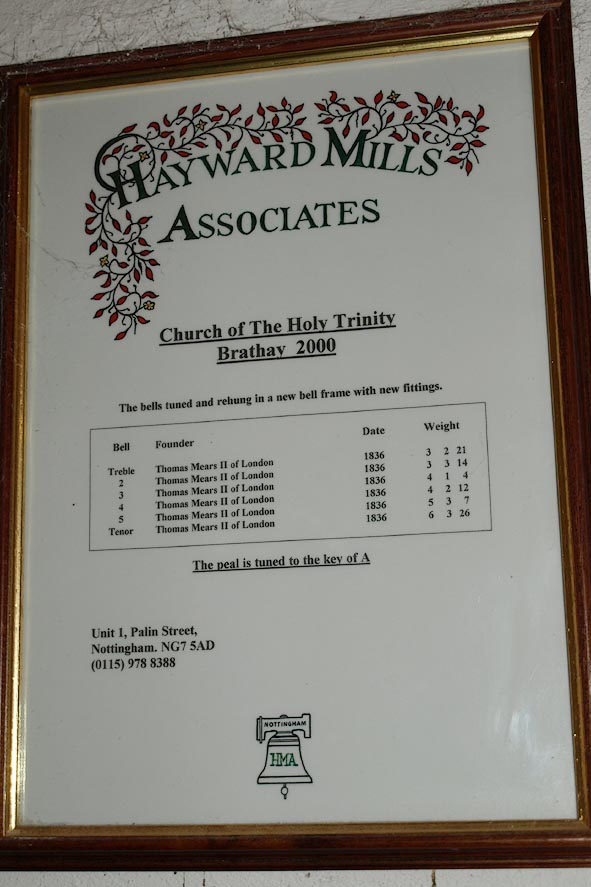 HAYWARD MILLS
ASSOCIATES
Church of The Holy Trinity
Brathay 2000
The bells tuned and rehung in a new bell frame with new fittings.
Bell Founder Date Weight
Treble Thomas Mears II of London 1836 3 2 21
2 Thomas Mears II of London 1836 3 3 14
3 Thomas Mears II of London 1836 4 1 4
4 Thomas Mears II of London 1836 4 2 12
5 Thomas Mears II of London 1836 5 3 7
Tenor Thomas Mears II of London 1836 6 3 26
The peal is tuned to the key of A
Unit 1, Palin Street,
Nottingham. NG7 5AD
(0115) 978 8388
NOTTINGHAM
HMA